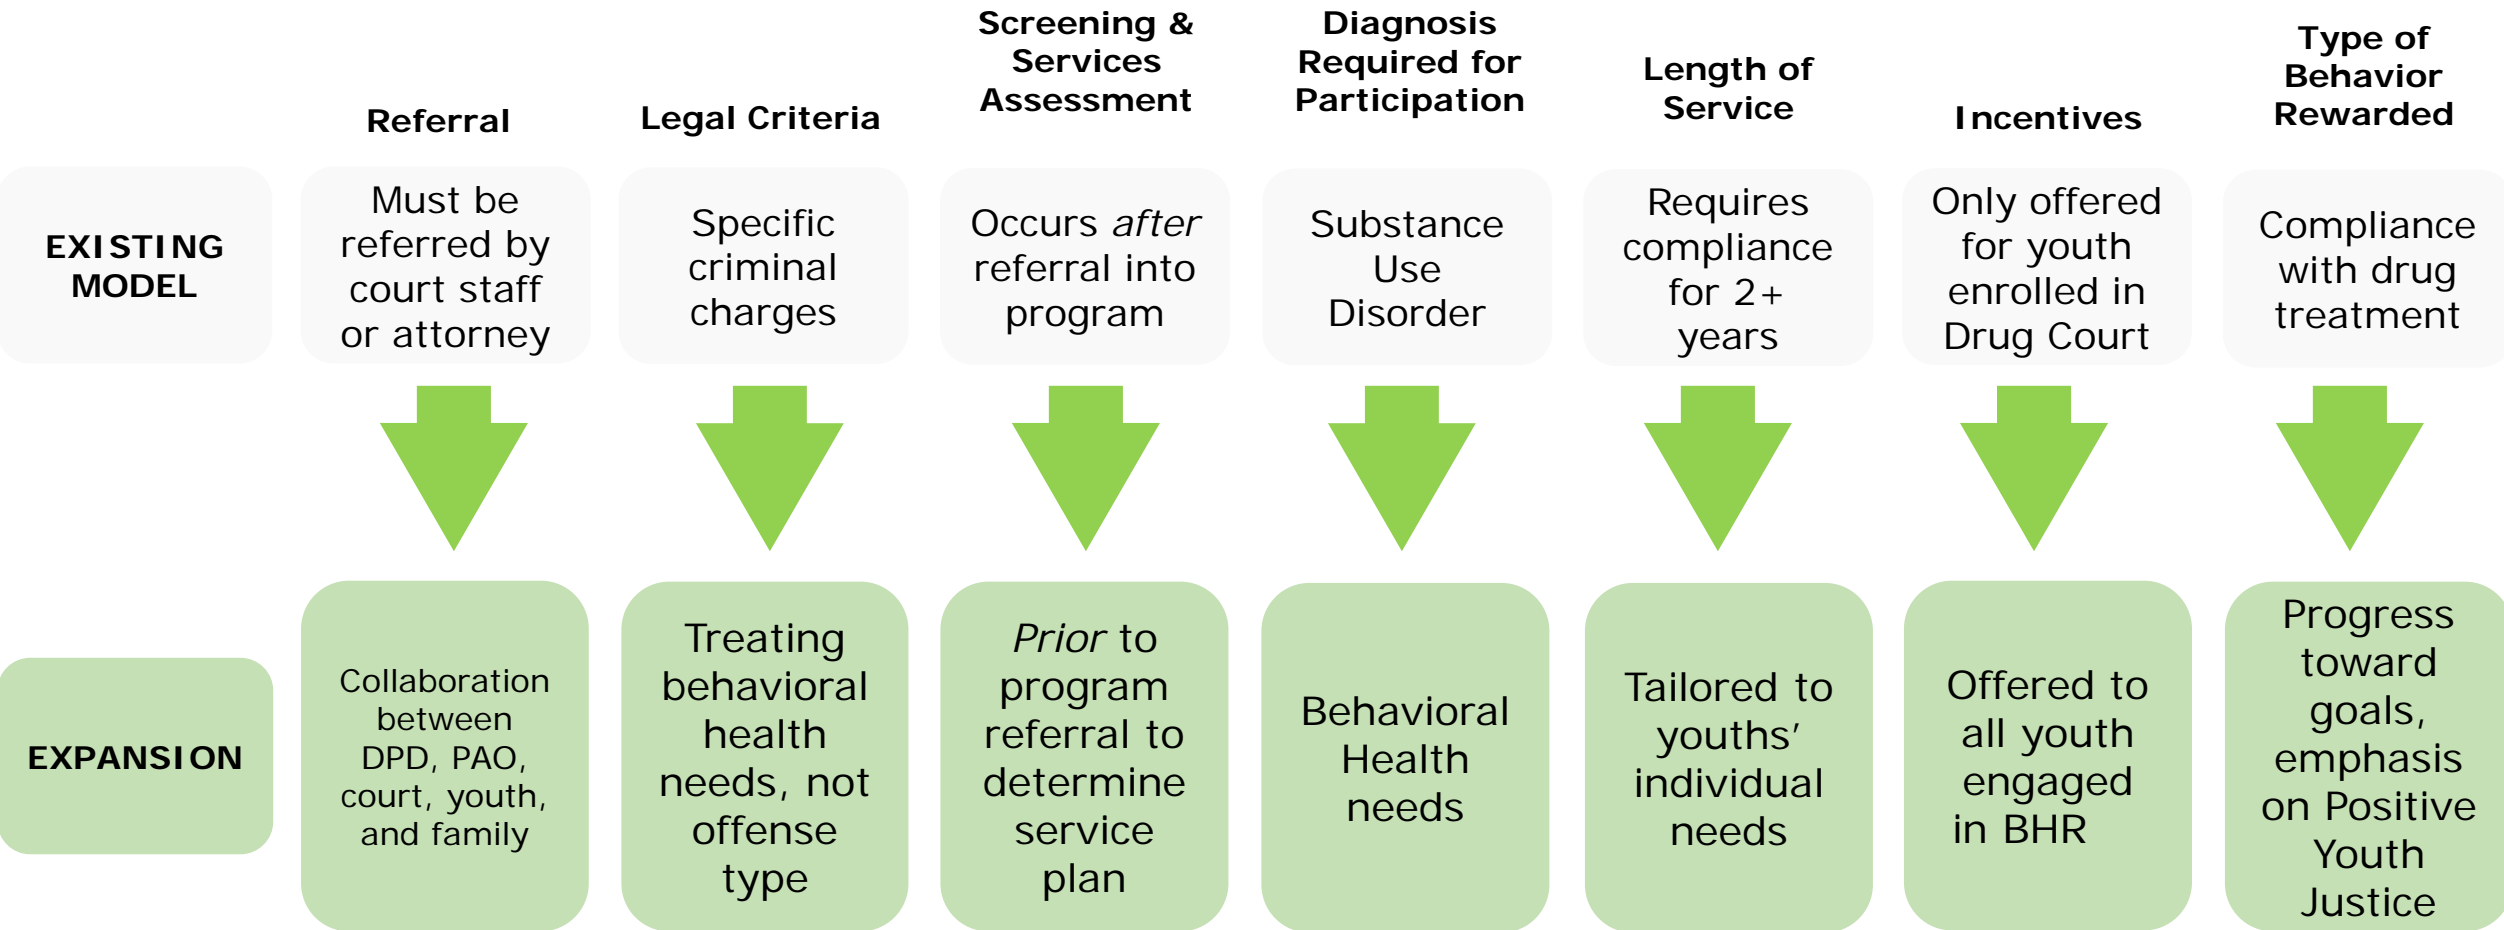 Referral
Legal Criteria
Screening &
Services
Assessment
Diagnosis
Required for
Participation
Length of
Service
Incentives
Type of
Behavior
Rewarded
EXISTING
MODEL
Must be
referred by
court staff
or attorney
Specific
criminal
charges
Occurs after
referral into
program
Substance
Use
Disorder
Requires
compliance
for 2+
years
Only offered
for youth
enrolled in
Drug Court
Compliance
with drug
treatment
EXPANSION
Collaboration
between
DPD, PAO,
court, youth,
and family
Treating
behavioral
health
needs, not
offense
type
Prior to
program
referral to
determine
service
plan
Behavioral
Health
needs
Tailored to
youths’
individual
needs
Offered to
all youth
engaged
in BHR
Progress
toward
goals,
emphasis
on Positive
Youth
Justice